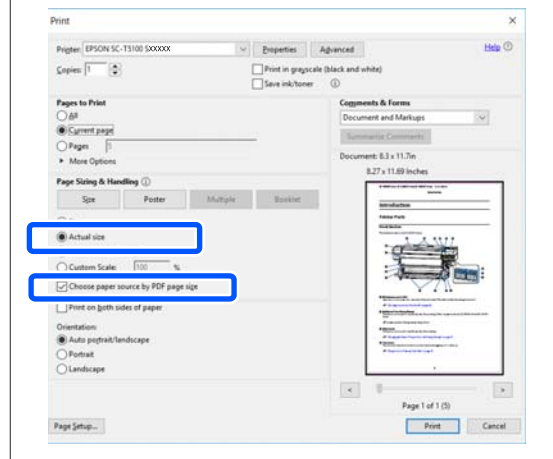 Print
Printer: EPSON SC-T5100 SXXXXX
Properties
Advanced
Help
Copies: 1
Print in grayscale (black and white)
Save ink/toner
Pages to Print
All
Current page
Pages 5
More Options
Comments & Forms
Document and Markups
Summarize Comments
Page Sizing & Handling
Size
Poster
Multiple
Booklet
Actual size
Custom Scale: 100 %
Choose paper source by PDF page size
Print on both sides of paper
Orientation:
Auto portrait/landscape
Portrait
Landscape
Document: 8.3 x 11.7in
8.27 x 11.69 Inches
Introduction
Printer Parts
<
>
Page 1 of 1 (5)
Page Setup...
Print
Cancel